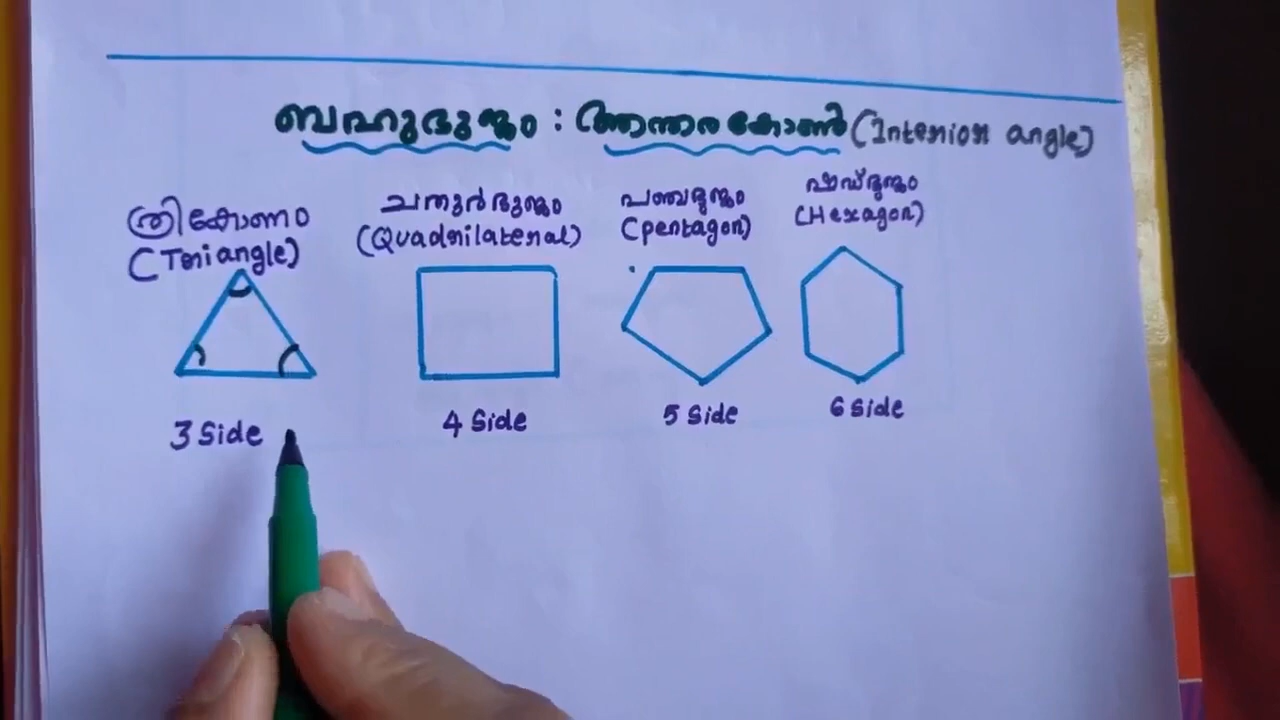 ബഹുഭുജം : ആന്തരകോൺ (Interior angle)
ത്രികോണം
(Triangle)
ചതുർഭുജം
(Quadrilateral)
പഞ്ചഭുജം
(Pentagon)
ഷഡ്ഭുജം
(Hexagon)
3 Side
4 Side
5 Side
6 Side